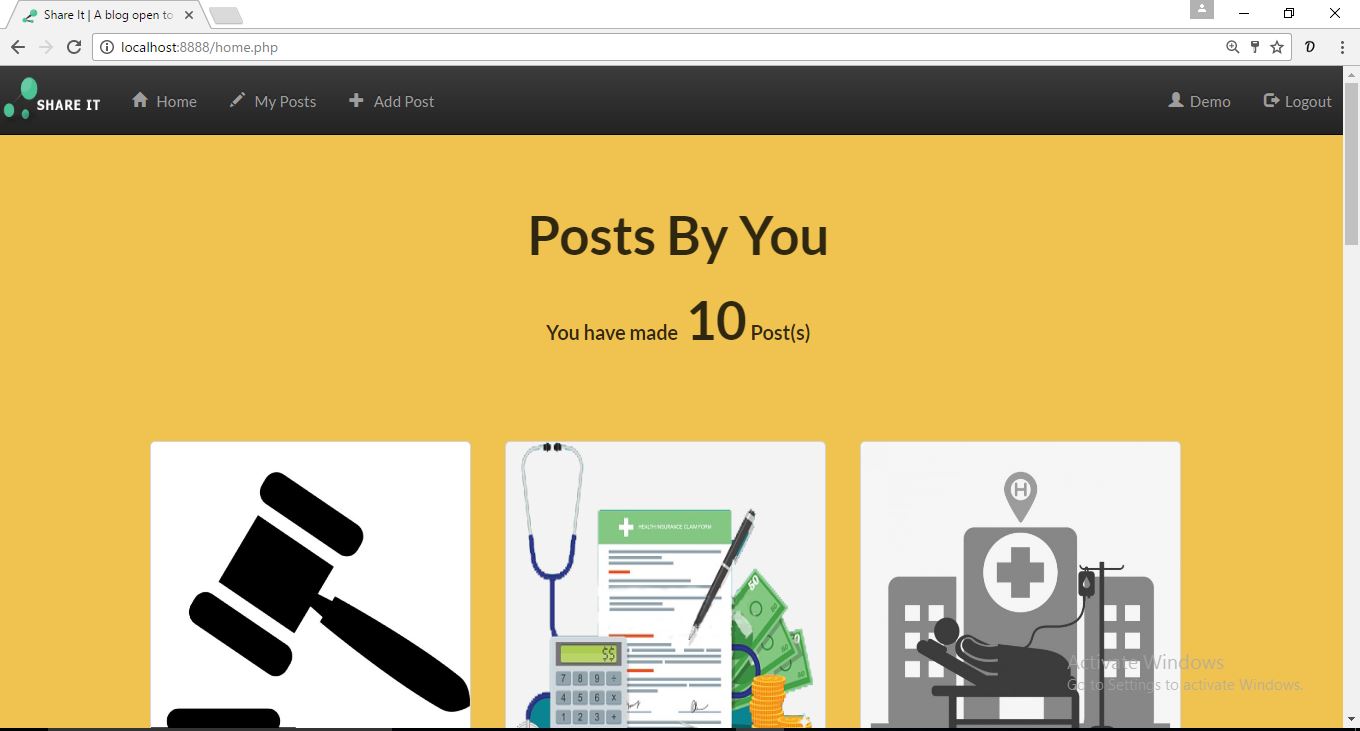 Share It | A blog open to
localhost:8888/home.php
SHARE IT
Home
My Posts
Add Post
Demo
Logout
Posts By You
You have made 10 Post(s)
HEALTH INSURANCE CLAIM FORM
50
$$
7 8 9 ÷
4 5 6 X
1 2 3 +
H
Activate Windows
Go to Settings to activate Windows.